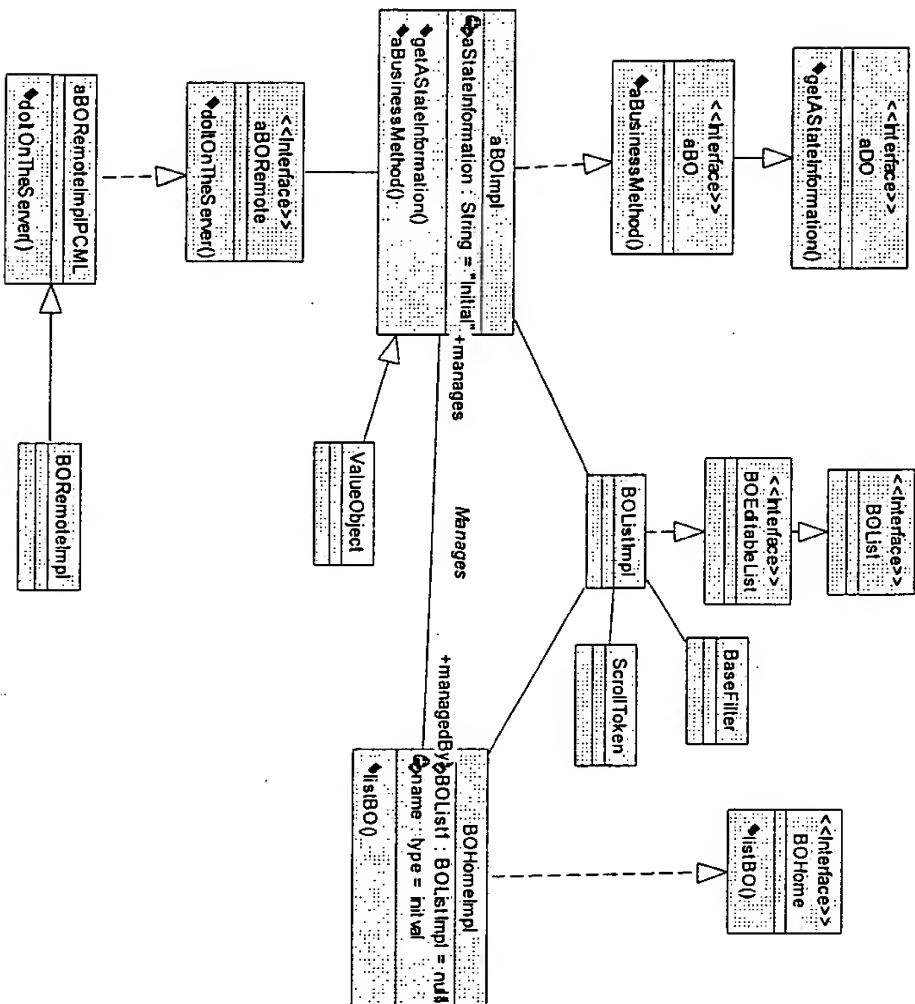 <<Interface>>
aDO
getAStateInformation()
<<Interface>>
aBO
aBusinessMethod()
aBOImpl
aStateInformation : String = "Initial"
getAStateInformation()
aBusinessMethod()
<<Interface>>
aBORemote
doItOnTheServer()
aBORemoteImplPCML
dotOnTheServer()
BORemoteImpl
ValueObject
+manages
Manages
+managedBy
<<Interface>>
BOList
<<Interface>>
BOEditableList
BOListImpl
BaseFilter
ScrollToken
<<Interface>>
BOHome
listBO()
BOHomeImpl
BOList1 : BOListImpl = null
name : type = initval
listBO()